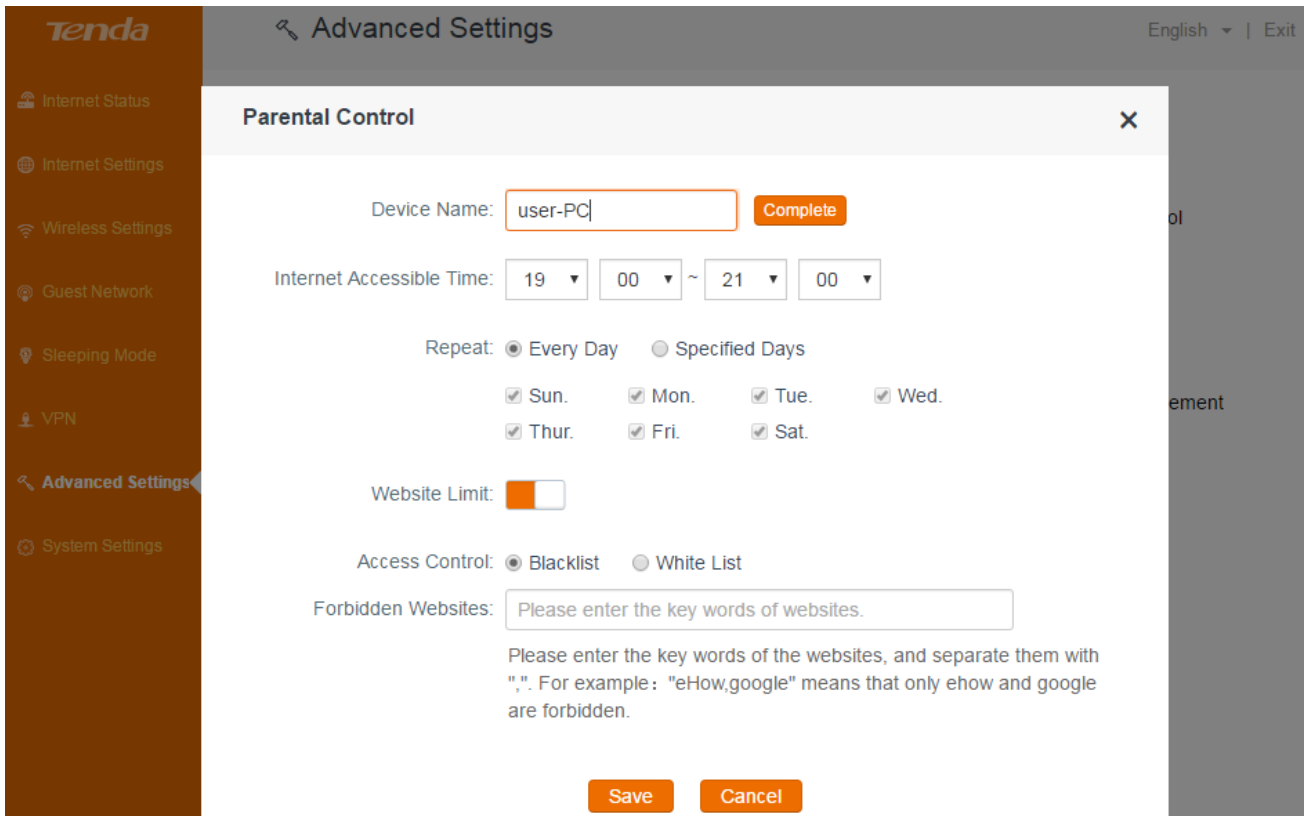 Tenda
Advanced Settings
English | Exit
Internet Status
Internet Settings
Wireless Settings
Guest Network
Sleeping Mode
VPN
Advanced Settings
System Settings
Parental Control
Device Name: user-PC Complete
ol
Internet Accessible Time: 19 00 ~ 21 00
Repeat: Every Day Specified Days
Sun. Mon. Tue. Wed.
ement
Thur. Fri. Sat.
Website Limit:
Access Control: Blacklist White List
Forbidden Websites: Please enter the key words of websites.
Please enter the key words of the websites, and separate them with
",". For example："eHow,google" means that only ehow and google
are forbidden.
Save Cancel